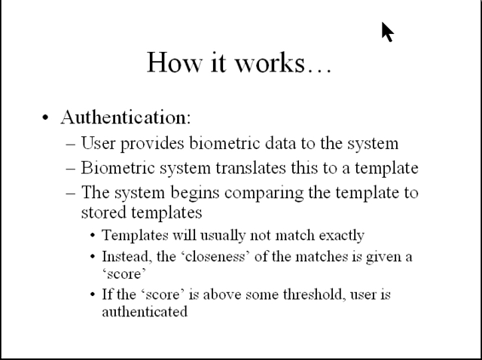 How it works…
• Authentication:
– User provides biometric data to the system
– Biometric system translates this to a template
– The system begins comparing the template to
stored templates
• Templates will usually not match exactly
• Instead, the ‘closeness’ of the matches is given a
‘score’
• If the ‘score’ is above some threshold, user is
authenticated